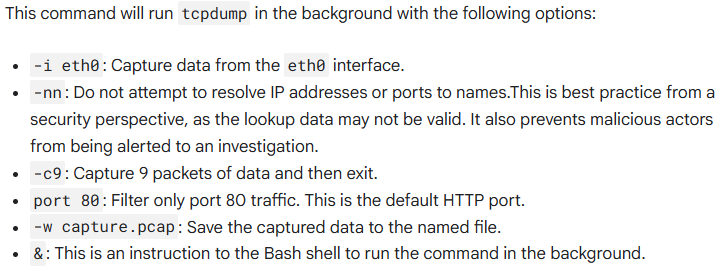 This command will run tcpdump in the background with the following options:
-i eth0: Capture data from the eth0 interface.
-nn: Do not attempt to resolve IP addresses or ports to names.This is best practice from a
security perspective, as the lookup data may not be valid. It also prevents malicious actors
from being alerted to an investigation.
-c9: Capture 9 packets of data and then exit.
port 80: Filter only port 80 traffic. This is the default HTTP port.
-w capture.pcap: Save the captured data to the named file.
&: This is an instruction to the Bash shell to run the command in the background.